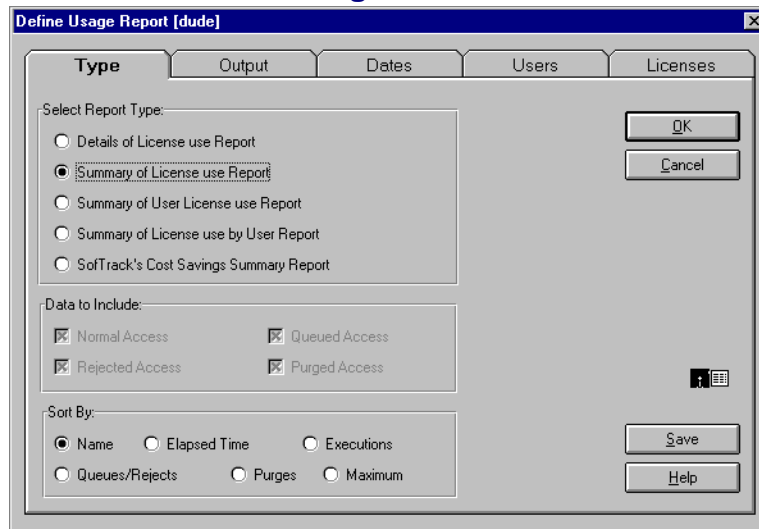 Define Usage Report [dude]
Type Output Dates Users Licenses
Select Report Type:
Details of License use Report
Summary of License use Report
Summary of User License use Report
Summary of License use by User Report
SofTrack's Cost Savings Summary Report
OK
Cancel
Data to Include:
Normal Access Queued Access
Rejected Access Purged Access
Sort By:
Name Elapsed Time Executions
Queues/Rejects Purges Maximum
Save
Help